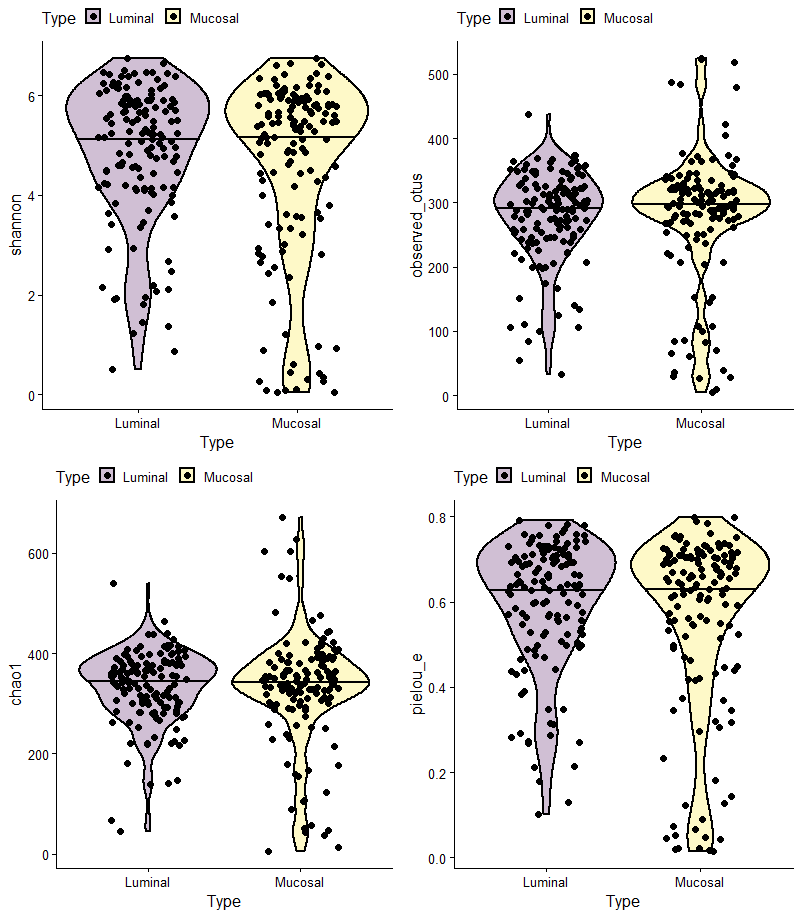 Type Luminal Mucosal
shannon
6
4
2
0
Luminal Mucosal
Type
Type Luminal Mucosal
observed_otus
500
400
300
200
100
0
Luminal Mucosal
Type
Type Luminal Mucosal
chao1
600
400
200
0
Luminal Mucosal
Type
Type Luminal Mucosal
pielou_e
0.8
0.6
0.4
0.2
0.0
Luminal Mucosal
Type